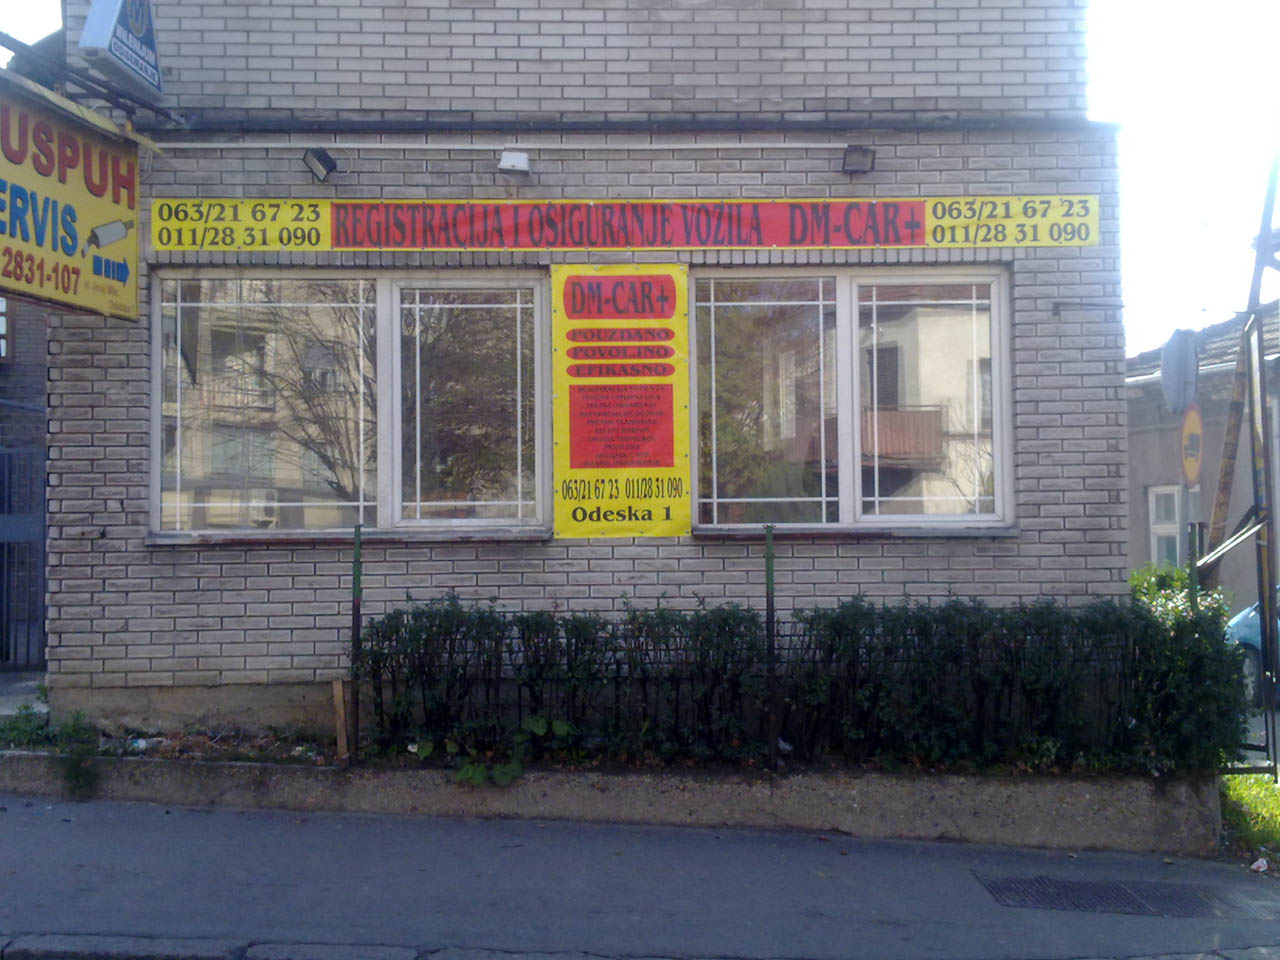 MILENIJUM
OSIGURANJE
USPUH
ERVIS.
2831-107
063/21 67 23
011/28 31 090
REGISTRACIJA I OSIGURANJE VOZILA DM-CAR+
063/21 67 23
011/28 31 090
DM-CAR+
POUZDANO
POVOLJNO
EFIKASNO
063/21 67 23 011/28 31 090
Odeska 1